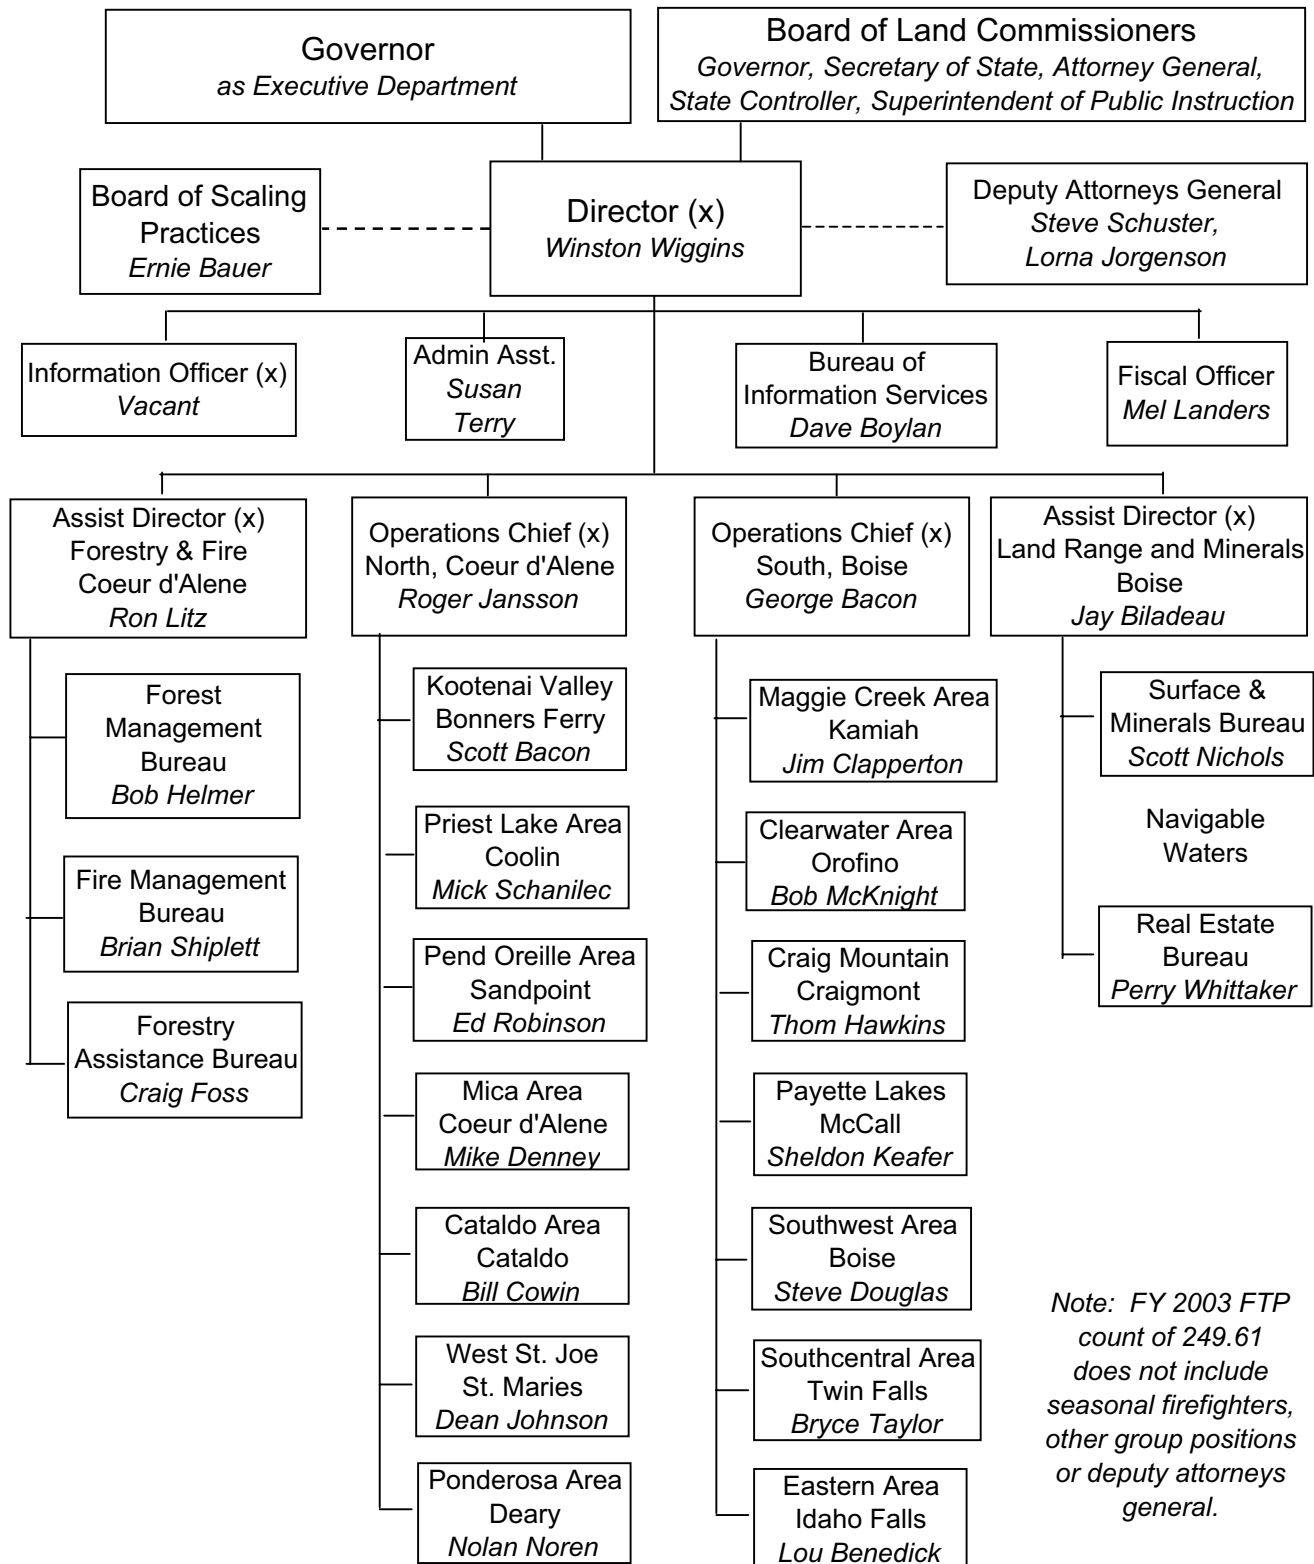 Governor
as Executive Department
Board of Land Commissioners
Governor, Secretary of State, Attorney General,
State Controller, Superintendent of Public Instruction
Board of Scaling
Practices
Ernie Bauer
Director (x)
Winston Wiggins
Deputy Attorneys General
Steve Schuster,
Lorna Jorgenson
Information Officer (x)
Vacant
Admin Asst.
Susan
Terry
Bureau of
Information Services
Dave Boylan
Fiscal Officer
Mel Landers
Assist Director (x)
Forestry & Fire
Coeur d'Alene
Ron Litz
Forest
Management
Bureau
Bob Helmer
Fire Management
Bureau
Brian Shiplett
Forestry
Assistance Bureau
Craig Foss
Operations Chief (x)
North, Coeur d'Alene
Roger Jansson
Kootenai Valley
Bonners Ferry
Scott Bacon
Priest Lake Area
Coolin
Mick Schanilec
Pend Oreille Area
Sandpoint
Ed Robinson
Mica Area
Coeur d'Alene
Mike Denney
Cataldo Area
Cataldo
Bill Cowin
West St. Joe
St. Maries
Dean Johnson
Ponderosa Area
Deary
Nolan Noren
Operations Chief (x)
South, Boise
George Bacon
Maggie Creek Area
Kamiah
Jim Clapperton
Clearwater Area
Orofino
Bob McKnight
Craig Mountain
Craigmont
Thom Hawkins
Payette Lakes
McCall
Sheldon Keafer
Southwest Area
Boise
Steve Douglas
Southcentral Area
Twin Falls
Bryce Taylor
Eastern Area
Idaho Falls
Lou Benedick
Assist Director (x)
Land Range and Minerals
Boise
Jay Biladeau
Surface &
Minerals Bureau
Scott Nichols
Navigable
Waters
Real Estate
Bureau
Perry Whittaker
Note: FY 2003 FTP
count of 249.61
does not include
seasonal firefighters,
other group positions
or deputy attorneys
general.